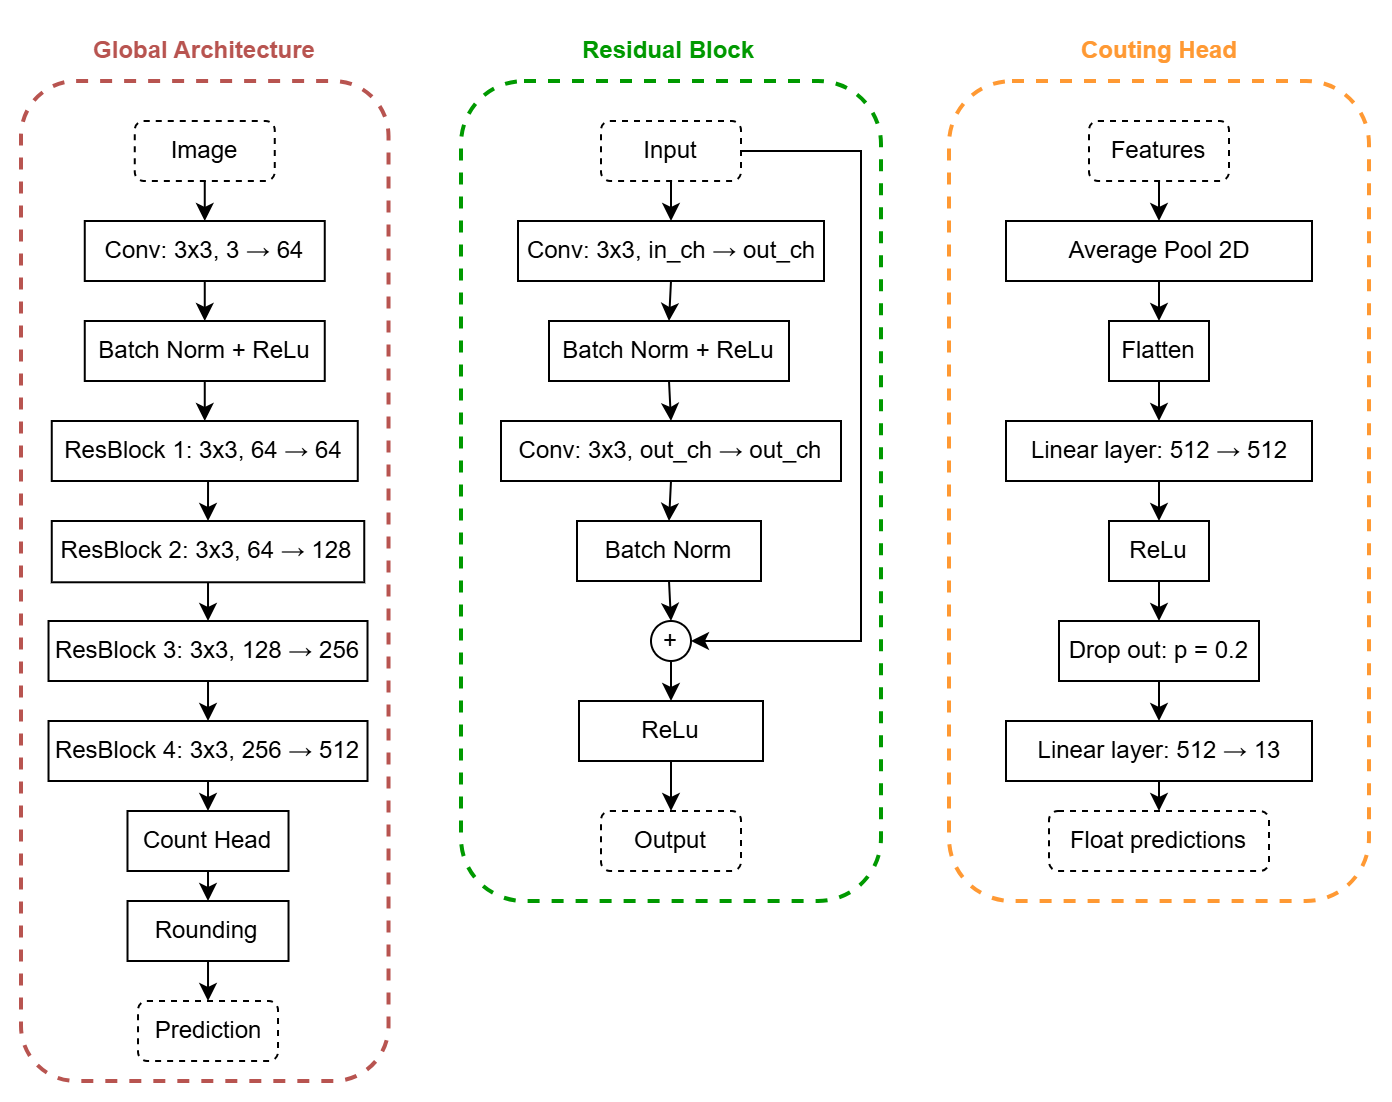 Global Architecture
Image
Conv: 3x3, 3 → 64
Batch Norm + ReLu
ResBlock 1: 3x3, 64 → 64
ResBlock 2: 3x3, 64 → 128
ResBlock 3: 3x3, 128 → 256
ResBlock 4: 3x3, 256 → 512
Count Head
Rounding
Prediction
Residual Block
Input
Conv: 3x3, in_ch → out_ch
Batch Norm + ReLu
Conv: 3x3, out_ch → out_ch
Batch Norm
+
ReLu
Output
Couting Head
Features
Average Pool 2D
Flatten
Linear layer: 512 → 512
ReLu
Drop out: p = 0.2
Linear layer: 512 → 13
Float predictions